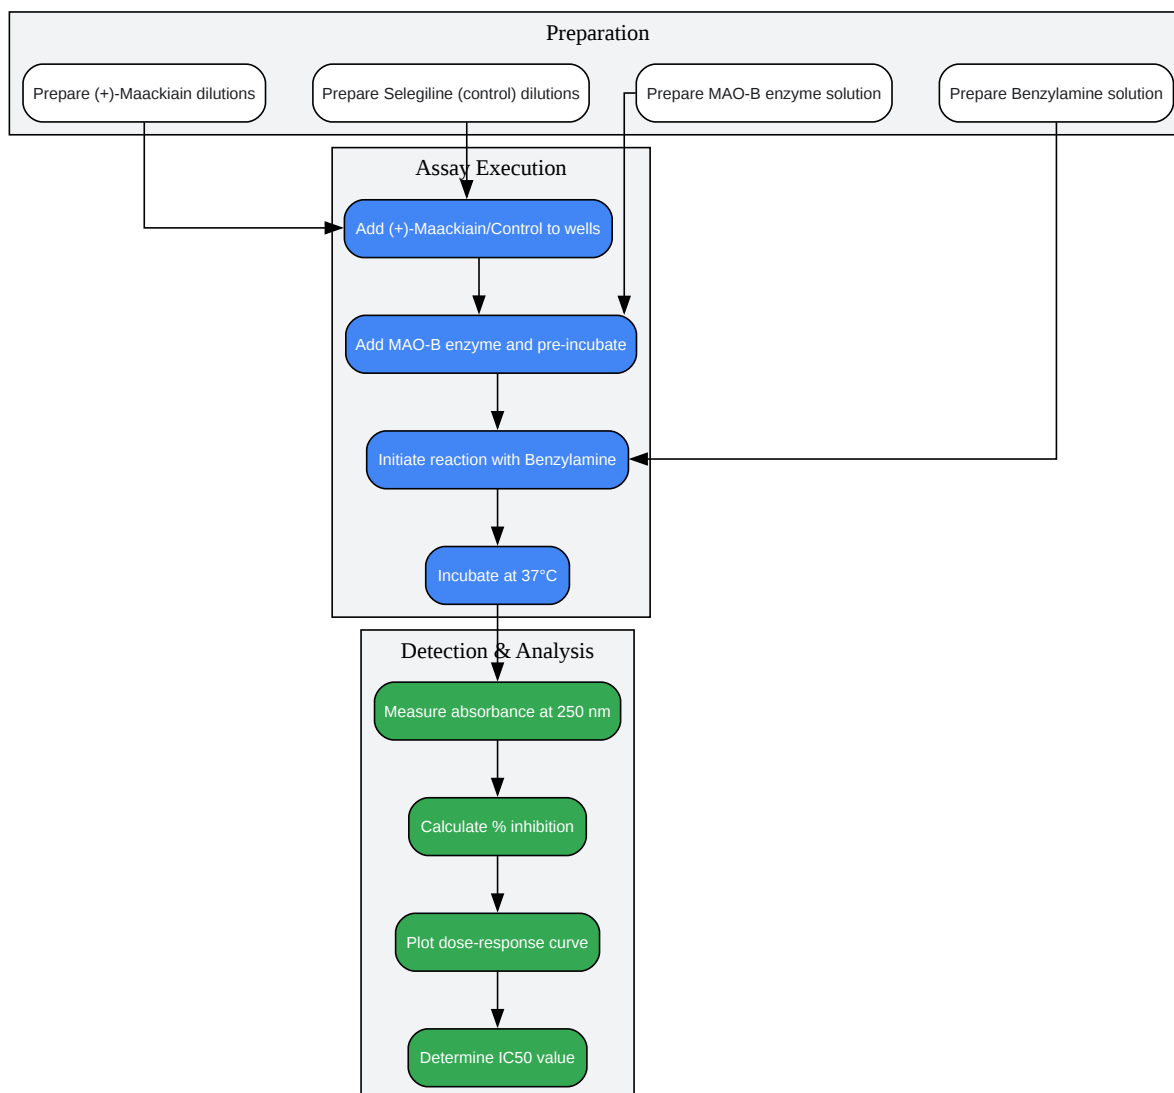 Preparation
Prepare (+)-Maackiain dilutions
Prepare Selegiline (control) dilutions
Prepare MAO-B enzyme solution
Prepare Benzylamine solution
Assay Execution
Add (+)-Maackiain/Control to wells
Add MAO-B enzyme and pre-incubate
Initiate reaction with Benzylamine
Incubate at 37°C
Detection & Analysis
Measure absorbance at 250 nm
Calculate % inhibition
Plot dose-response curve
Determine IC50 value